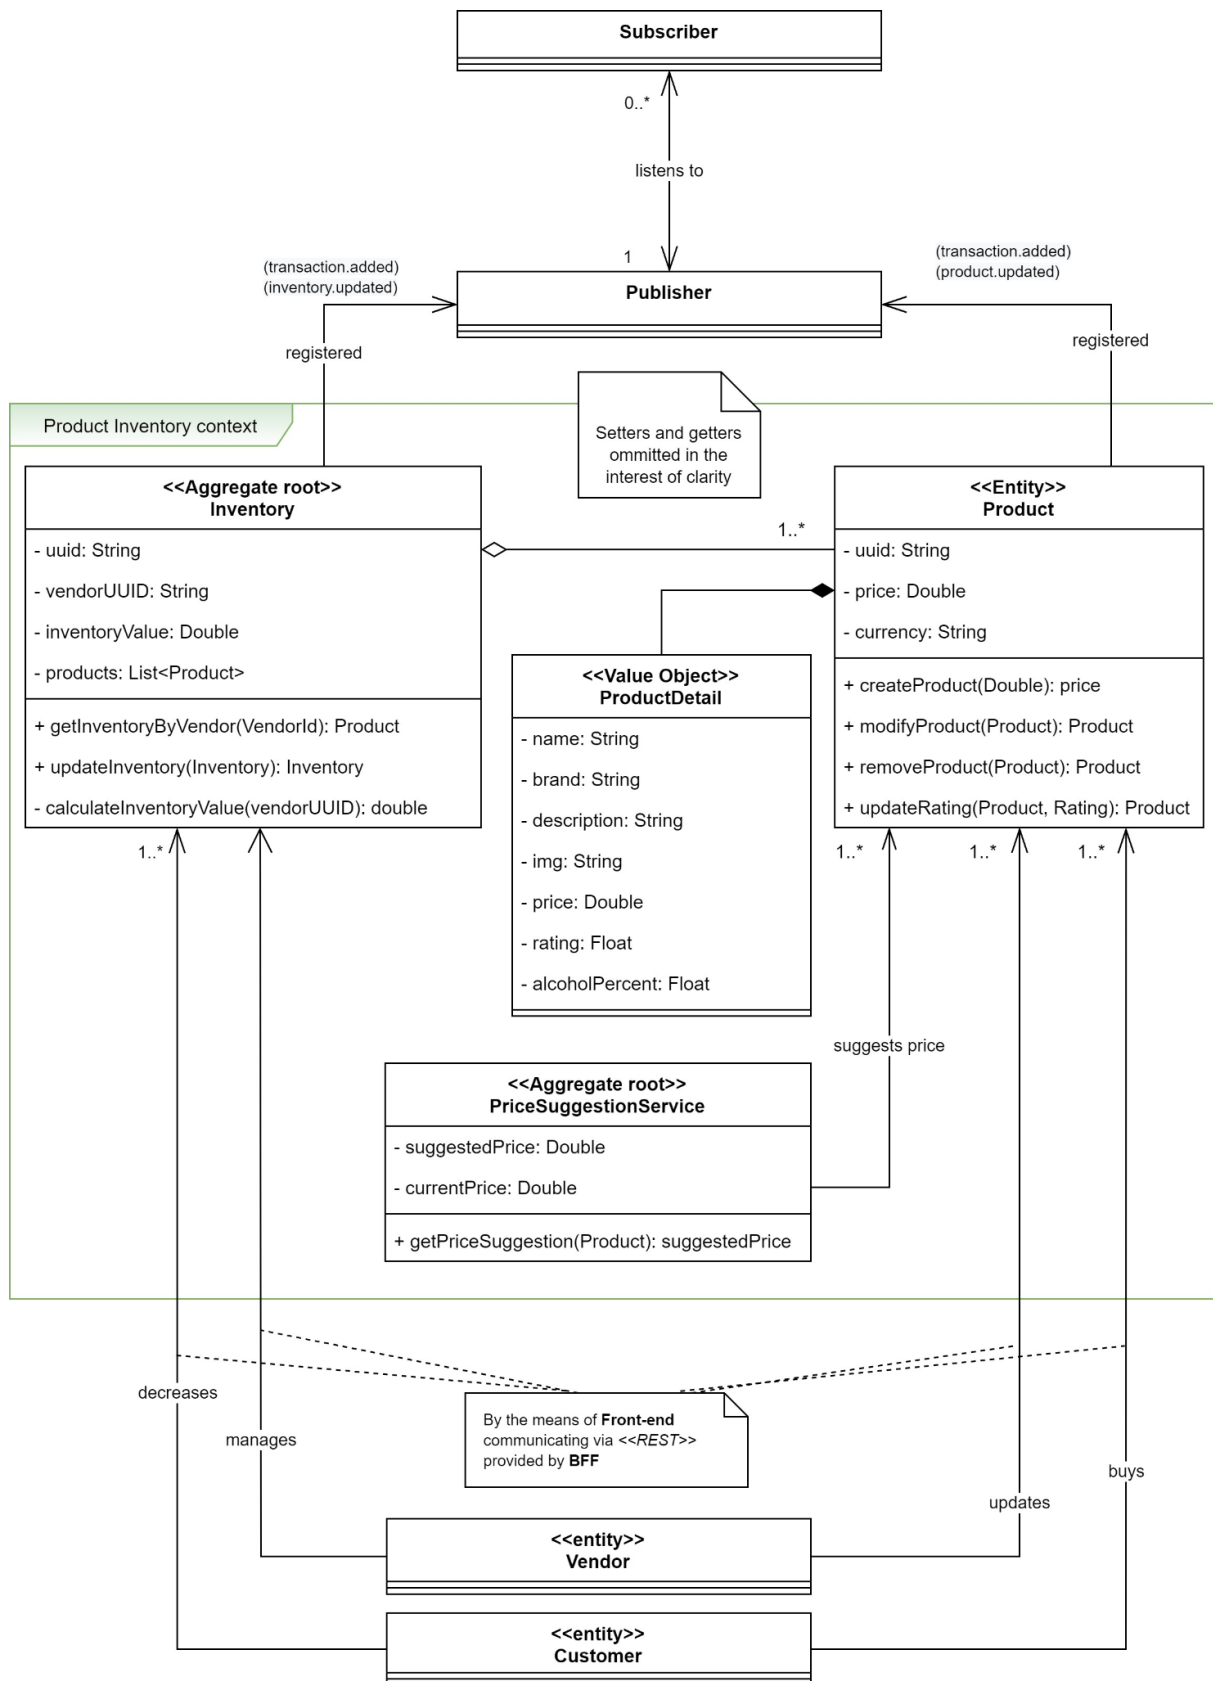 Subscriber
0..*
listens to
1
(transaction.added)
(inventory.updated)
(transaction.added)
(product.updated)
Publisher
registered
registered
Product Inventory context
Setters and getters
ommitted in the
interest of clarity
<<Aggregate root>>
Inventory
- uuid: String
- vendorUUID: String
- inventoryValue: Double
- products: List<Product>
+ getInventoryByVendor(VendorId): Product
+ updateInventory(Inventory): Inventory
- calculateInventoryValue(vendorUUID): double
1..*
<<Entity>>
Product
- uuid: String
- price: Double
- currency: String
+ createProduct(Double): price
+ modifyProduct(Product): Product
+ removeProduct(Product): Product
+ updateRating(Product, Rating): Product
<<Value Object>>
ProductDetail
- name: String
- brand: String
- description: String
- img: String
- price: Double
- rating: Float
- alcoholPercent: Float
1..*
1..*
1..*
1..*
suggests price
<<Aggregate root>>
PriceSuggestionService
- suggestedPrice: Double
- currentPrice: Double
+ getPriceSuggestion(Product): suggestedPrice
decreases
manages
By the means of Front-end
communicating via <<REST>>
provided by BFF
buys
updates
<<entity>>
Vendor
<<entity>>
Customer